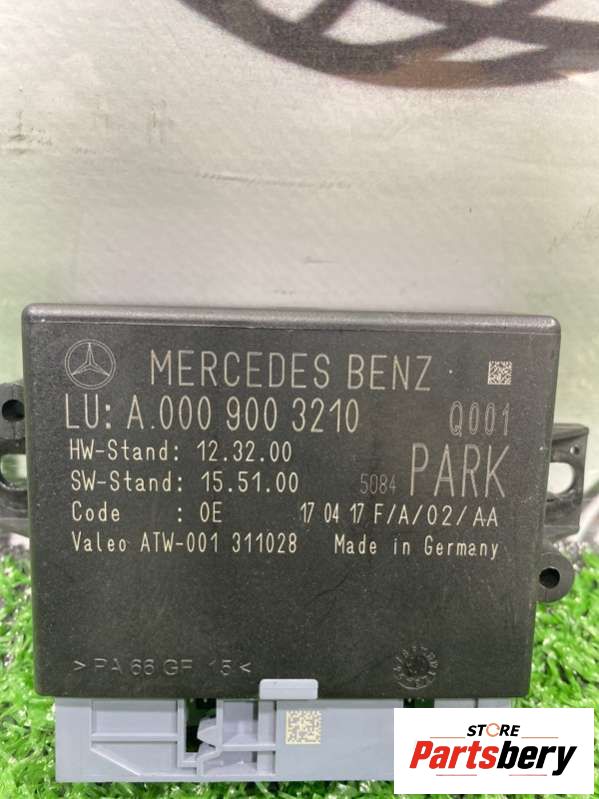 MERCEDES BENZ
LU: A.000 900 3210 Q001
HW-Stand: 12.32.00
SW-Stand: 15.51.00 5084 PARK
Code : 0E 17 04 17 F/A/02/AA
Valeo ATW-001 311028 Made in Germany
>PA 66 GF 15<
STORE
Partsbery